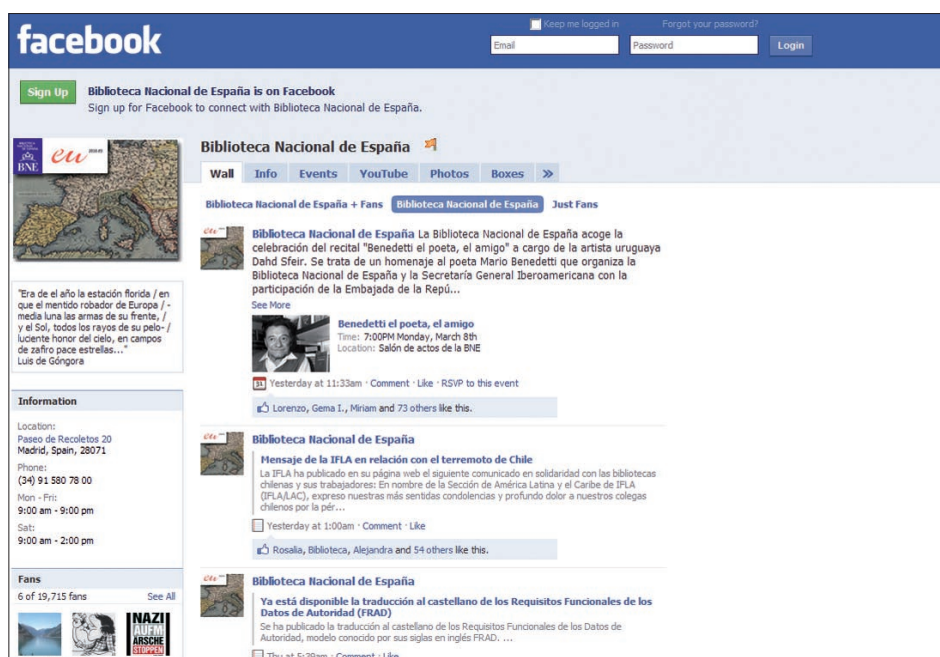 facebook
Keep me logged in
Forgot your password?
Email
Password
Login
Sign Up
Biblioteca Nacional de España is on Facebook
Sign up for Facebook to connect with Biblioteca Nacional de España.
BNE
eu
Biblioteca Nacional de España
Wall Info Events YouTube Photos Boxes »
Biblioteca Nacional de España + Fans Biblioteca Nacional de España Just Fans
Biblioteca Nacional de España La Biblioteca Nacional de España acoge la
celebración del recital "Benedetti el poeta, el amigo" a cargo de la artista uruguaya
Dahd Sfeir. Se trata de un homenaje al poeta Mario Benedetti que organiza la
Biblioteca Nacional de España y la Secretaría General Iberoamericana con la
participación de la Embajada de la Repú...
See More
Benedetti el poeta, el amigo
Time: 7:00PM Monday, March 8th
Location: Salón de actos de la BNE
31 Yesterday at 11:33am · Comment · Like · RSVP to this event
Lorenzo, Gema I., Miriam and 73 others like this.
"Era de el año la estación florida / en
que el mentido robador de Europa / -
media luna las armas de su frente, /
y el Sol, todos los rayos de su pelo- /
luciente honor del cielo, en campos
de zafiro pace estrellas..."
Luis de Góngora
Information
Location:
Paseo de Recoletos 20
Madrid, Spain, 28071
Phone:
(34) 91 580 78 00
Mon - Fri:
9:00 am - 9:00 pm
Sat:
9:00 am - 2:00 pm
Fans
6 of 19,715 fans See All
NAZI
AUFM
ÄRSCHE
STOPPEN
Biblioteca Nacional de España
Mensaje de la IFLA en relación con el terremoto de Chile
La IFLA ha publicado en su página web el siguiente comunicado en solidaridad con las bibliotecas
chilenas y sus trabajadores: En nombre de la Sección de América Latina y el Caribe de IFLA
(IFLA/LAC), expreso nuestras más sentidas condolencias y profundo dolor a nuestros colegas
chilenos por la pér...
Yesterday at 1:00am · Comment · Like
Rosalia, Biblioteca, Alejandra and 54 others like this.
Biblioteca Nacional de España
Ya está disponible la traducción al castellano de los Requisitos Funcionales de los
Datos de Autoridad (FRAD)
Se ha publicado la traducción al castellano de los Requisitos Funcionales de los Datos de
Autoridad, modelo conocido por sus siglas en inglés FRAD. ...
Thu at 5:39am · Comment · Like